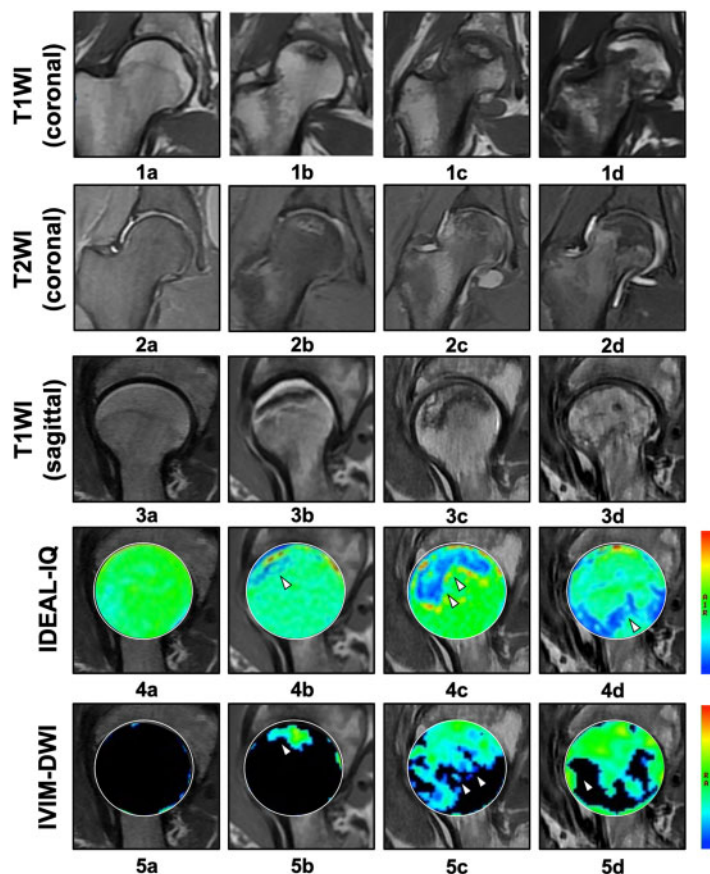 T1WI
(coronal)
1a 1b 1c 1d
T2WI
(coronal)
2a 2b 2c 2d
T1WI
(sagittal)
3a 3b 3c 3d
IDEAL-IQ
4a 4b 4c 4d
IVIM-DWI
5a 5b 5c 5d